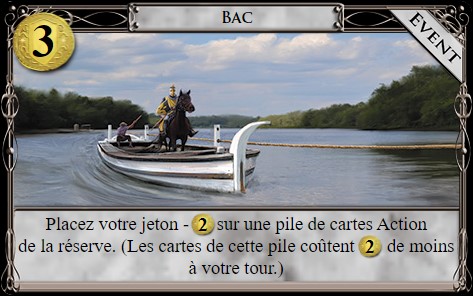 BAC
3
EVENT
Placez votre jeton - 2 sur une pile de cartes Action
de la réserve. (Les cartes de cette pile coûtent 2 de moins
à votre tour.)